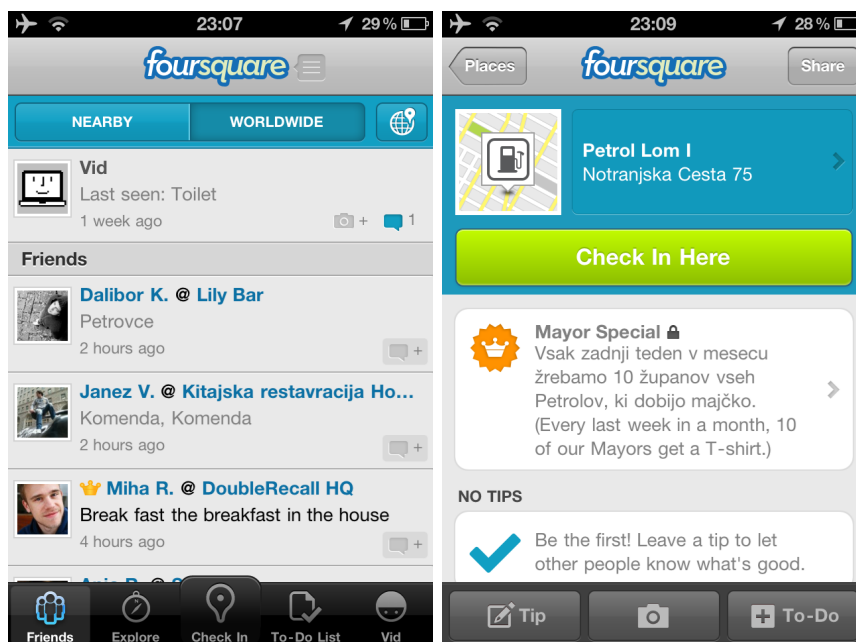 23:07
29%
foursquare
NEARBY
WORLDWIDE
Vid
Last seen: Toilet
1 week ago
+
1
Friends
Dalibor K. @ Lily Bar
Petrovce
2 hours ago
+
Janez V. @ Kitajska restavracija Ho...
Komenda, Komenda
2 hours ago
+
Miha R. @ DoubleRecall HQ
Break fast the breakfast in the house
4 hours ago
+
Friends
Explore
Check In
To-Do List
Vid
23:09
28%
Places
foursquare
Share
Petrol Lom I
Notranjska Cesta 75
Check In Here
Mayor Special
Vsak zadnji teden v mesecu
žrebamo 10 županov vseh
Petrolov, ki dobijo majčko.
(Every last week in a month, 10
of our Mayors get a T-shirt.)
NO TIPS
Be the first! Leave a tip to let
other people know what's good.
Tip
To-Do